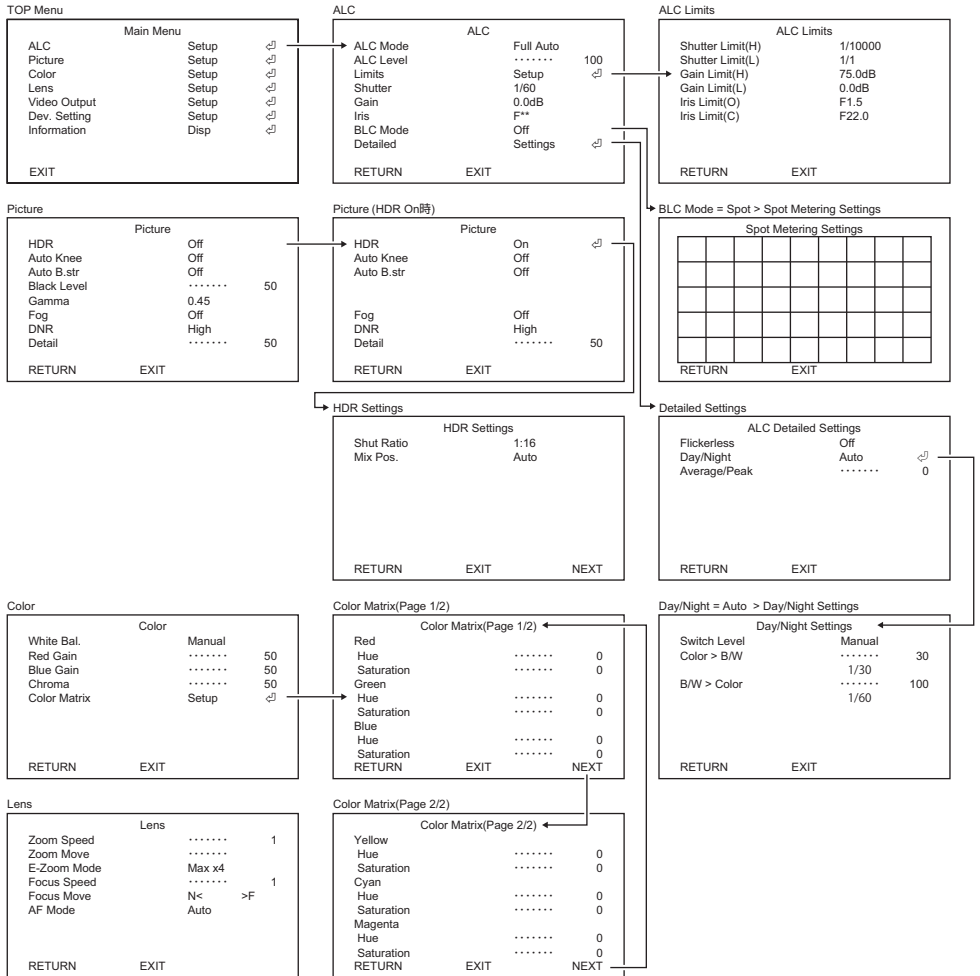 TOP Menu
Main Menu
ALC Setup ⏎
Picture Setup ⏎
Color Setup ⏎
Lens Setup ⏎
Video Output Setup ⏎
Dev. Setting Setup ⏎
Information Disp ⏎
EXIT
ALC
ALC
ALC Mode Full Auto
ALC Level ······· 100
Limits Setup ⏎
Shutter 1/60
Gain 0.0dB
Iris F**
BLC Mode Off
Detailed Settings ⏎
RETURN EXIT
ALC Limits
ALC Limits
Shutter Limit(H) 1/10000
Shutter Limit(L) 1/1
Gain Limit(H) 75.0dB
Gain Limit(L) 0.0dB
Iris Limit(O) F1.5
Iris Limit(C) F22.0
RETURN EXIT
Picture
Picture
HDR Off
Auto Knee Off
Auto B.str Off
Black Level ······· 50
Gamma 0.45
Fog Off
DNR High
Detail ······· 50
RETURN EXIT
Picture (HDR On時)
Picture
HDR On ⏎
Auto Knee Off
Auto B.str Off
Fog Off
DNR High
Detail ······· 50
RETURN EXIT
BLC Mode = Spot > Spot Metering Settings
Spot Metering Settings
RETURN EXIT
HDR Settings
HDR Settings
Shut Ratio 1:16
Mix Pos. Auto
RETURN EXIT NEXT
Detailed Settings
ALC Detailed Settings
Flickerless Off
Day/Night Auto ⏎
Average/Peak ······· 0
RETURN EXIT
Color
Color
White Bal. Manual
Red Gain ······· 50
Blue Gain ······· 50
Chroma ······· 50
Color Matrix Setup ⏎
RETURN EXIT
Color Matrix(Page 1/2)
Color Matrix(Page 1/2)
Red
Hue ······· 0
Saturation ······· 0
Green
Hue ······· 0
Saturation ······· 0
Blue
Hue ······· 0
Saturation ······· 0
RETURN EXIT NEXT
Day/Night = Auto > Day/Night Settings
Day/Night Settings
Switch Level Manual
Color > B/W ······· 30
1/30
B/W > Color ······· 100
1/60
RETURN EXIT
Lens
Lens
Zoom Speed ······· 1
Zoom Move ·······
E-Zoom Mode Max x4
Focus Speed ······· 1
Focus Move N< >F
AF Mode Auto
RETURN EXIT
Color Matrix(Page 2/2)
Color Matrix(Page 2/2)
Yellow
Hue ······· 0
Saturation ······· 0
Cyan
Hue ······· 0
Saturation ······· 0
Magenta
Hue ······· 0
Saturation ······· 0
RETURN EXIT NEXT